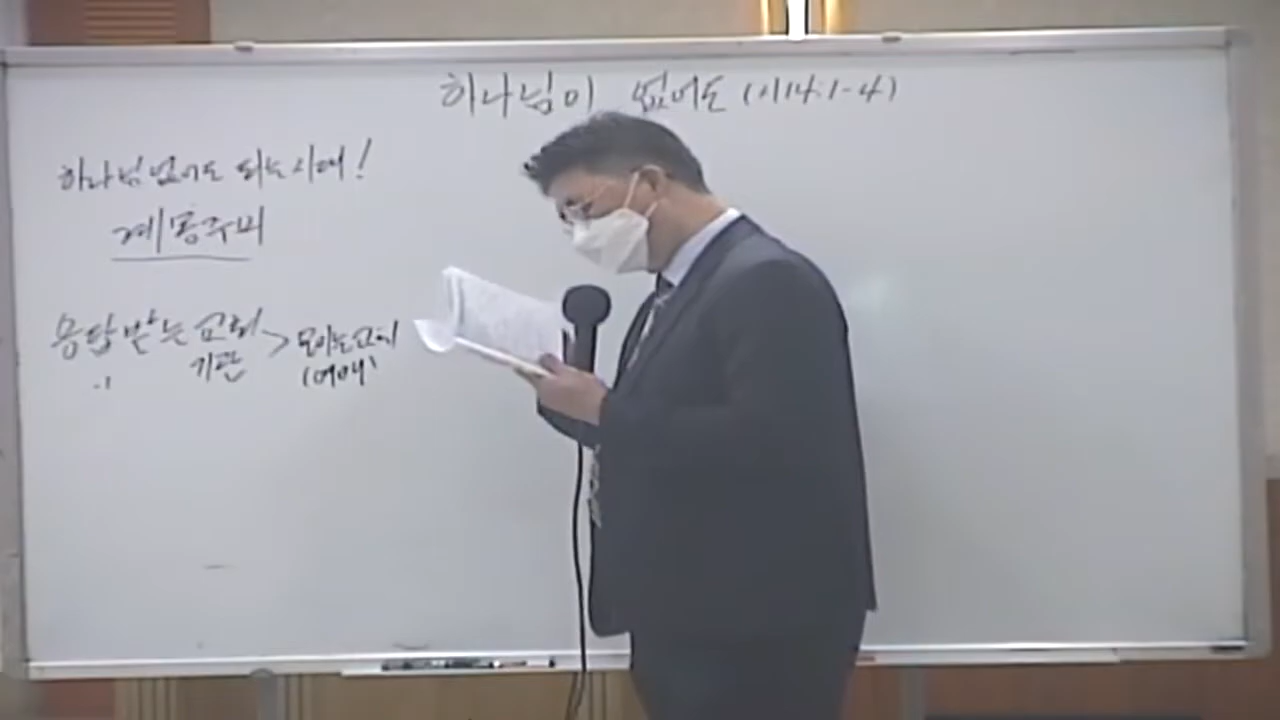 하나님이 없어도 (시14:1-4)
하나님 없어도 되는 시대!
계몽주의
응답 받는 교회 > 모이는 교회
기관 (예배)